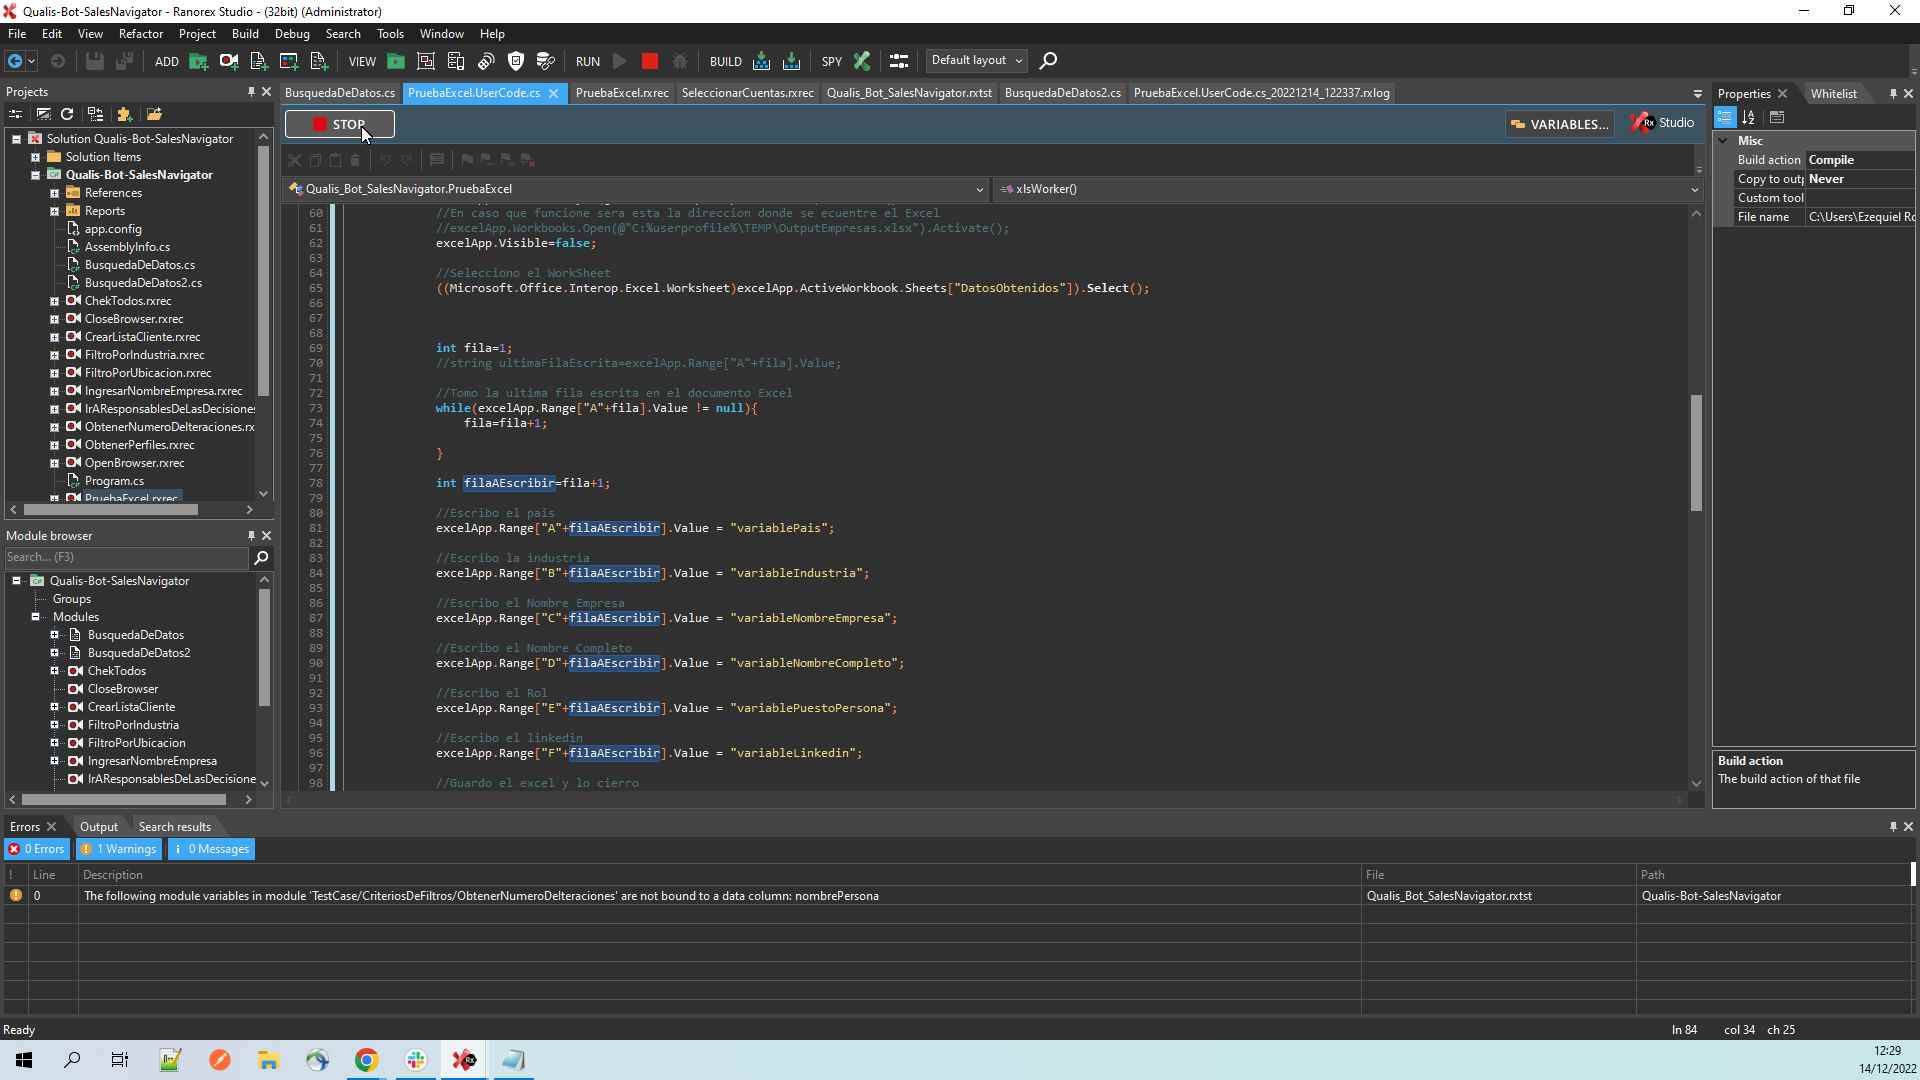 Qualis-Bot-SalesNavigator - Ranorex Studio - (32bit) (Administrator)
File Edit View Refactor Project Build Debug Search Tools Window Help
ADD VIEW RUN BUILD SPY Default layout
Projects
Solution Qualis-Bot-SalesNavigator
Solution Items
Qualis-Bot-SalesNavigator
References
Reports
app.config
AssemblyInfo.cs
BusquedaDeDatos.cs
BusquedaDeDatos2.cs
ChekTodos.rxrec
CloseBrowser.rxrec
CrearListaCliente.rxrec
FiltroPorIndustria.rxrec
FiltroPorUbicacion.rxrec
IngresarNombreEmpresa.rxrec
IrAResponsablesDeLasDecisiones
ObtenerNumeroDeIteraciones.rx
ObtenerPerfiles.rxrec
OpenBrowser.rxrec
Program.cs
PruebaExcel.rxrec
Module browser
Search... (F3)
Qualis-Bot-SalesNavigator
Groups
Modules
BusquedaDeDatos
BusquedaDeDatos2
ChekTodos
CloseBrowser
CrearListaCliente
FiltroPorIndustria
FiltroPorUbicacion
IngresarNombreEmpresa
IrAResponsablesDeLasDecisione
BusquedaDeDatos.cs PruebaExcel.UserCode.cs PruebaExcel.rxrec SeleccionarCuentas.rxrec Qualis_Bot_SalesNavigator.rxtst BusquedaDeDatos2.cs PruebaExcel.UserCode.cs_20221214_122337.rxlog
STOP VARIABLES... Rx Studio
Qualis_Bot_SalesNavigator.PruebaExcel xlsWorker()
60 //En caso que funcione sera esta la direccion donde se ecuentre el Excel
61 //excelApp.Workbooks.Open(@"C:%userprofile%\TEMP\OutputEmpresas.xlsx").Activate();
62 excelApp.Visible=false;
63
64 //Selecciono el WorkSheet
65 ((Microsoft.Office.Interop.Excel.Worksheet)excelApp.ActiveWorkbook.Sheets["DatosObtenidos"]).Select();
66
67
68
69 int fila=1;
70 //string ultimaFilaEscrita=excelApp.Range["A"+fila].Value;
71
72 //Tomo la ultima fila escrita en el documento Excel
73 while(excelApp.Range["A"+fila].Value != null){
74 fila=fila+1;
75
76 }
77
78 int filaAEscribir=fila+1;
79
80 //Escribo el pais
81 excelApp.Range["A"+filaAEscribir].Value = "variablePais";
82
83 //Escribo la industria
84 excelApp.Range["B"+filaAEscribir].Value = "variableIndustria";
85
86 //Escribo el Nombre Empresa
87 excelApp.Range["C"+filaAEscribir].Value = "variableNombreEmpresa";
88
89 //Escribo el Nombre Completo
90 excelApp.Range["D"+filaAEscribir].Value = "variableNombreCompleto";
91
92 //Escribo el Rol
93 excelApp.Range["E"+filaAEscribir].Value = "variablePuestoPersona";
94
95 //Escribo el linkedin
96 excelApp.Range["F"+filaAEscribir].Value = "variableLinkedin";
97
98 //Guardo el excel y lo cierro
Properties Whitelist
Misc
Build action Compile
Copy to outp Never
Custom tool
File name C:\Users\Ezequiel Ro
Build action
The build action of that file
Errors Output Search results
0 Errors 1 Warnings 0 Messages
! Line Description File Path
0 The following module variables in module 'TestCase/CriteriosDeFiltros/ObtenerNumeroDeIteraciones' are not bound to a data column: nombrePersona Qualis_Bot_SalesNavigator.rxtst Qualis-Bot-SalesNavigator
Ready ln 84 col 34 ch 25
12:29
14/12/2022